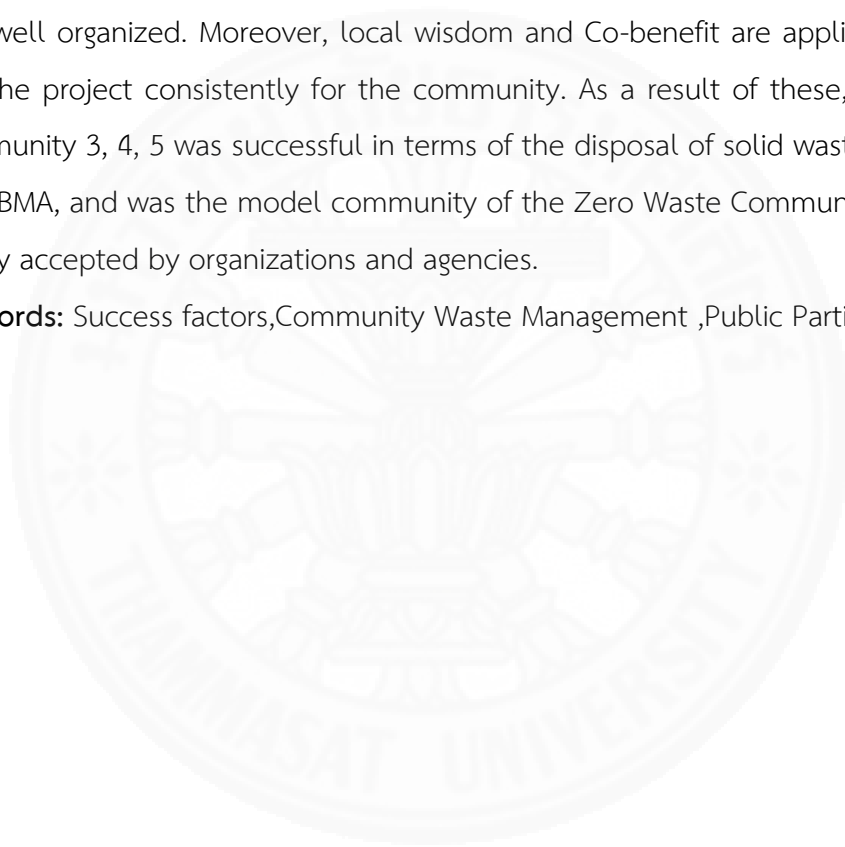 well organized. Moreover, local wisdom and Co-benefit are appli
he project consistently for the community. As a result of these,
munity 3, 4, 5 was successful in terms of the disposal of solid wast
BMA, and was the model community of the Zero Waste Commun
y accepted by organizations and agencies.
ords: Success factors,Community Waste Management ,Public Parti
THAMMASAT UNIVERSITY